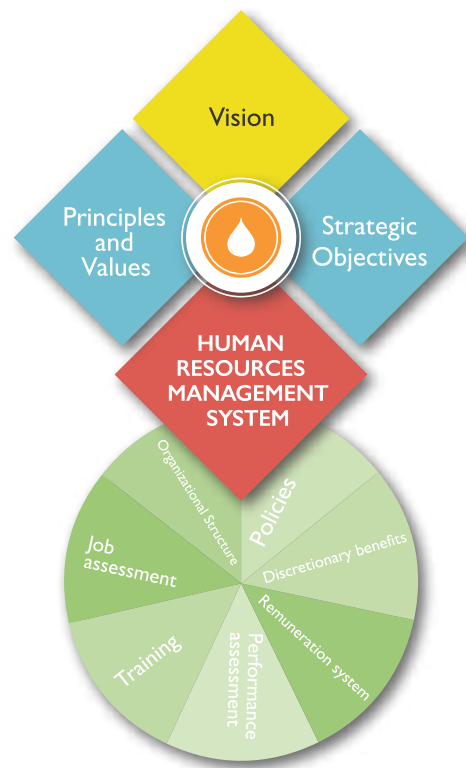 Vision
Principles
and
Values
Strategic
Objectives
HUMAN
RESOURCES
MANAGEMENT
SYSTEM
Organizational Structure
Policies
Job
assessment
Discretionary benefits
Training
Performance
assessment
Remuneration system